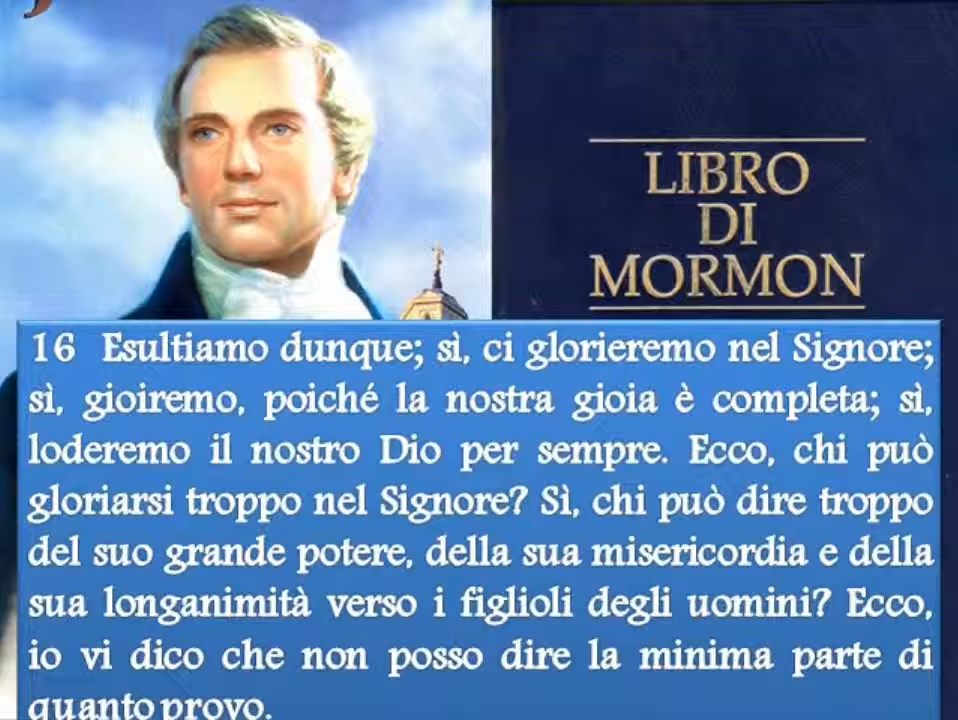 LIBRO
DI
MORMON
16 Esultiamo dunque; sì, ci glorieremo nel Signore;
sì, gioiremo, poiché la nostra gioia è completa; sì,
loderemo il nostro Dio per sempre. Ecco, chi può
gloriarsi troppo nel Signore? Sì, chi può dire troppo
del suo grande potere, della sua misericordia e della
sua longanimità verso i figlioli degli uomini? Ecco,
io vi dico che non posso dire la minima parte di
quanto provo.